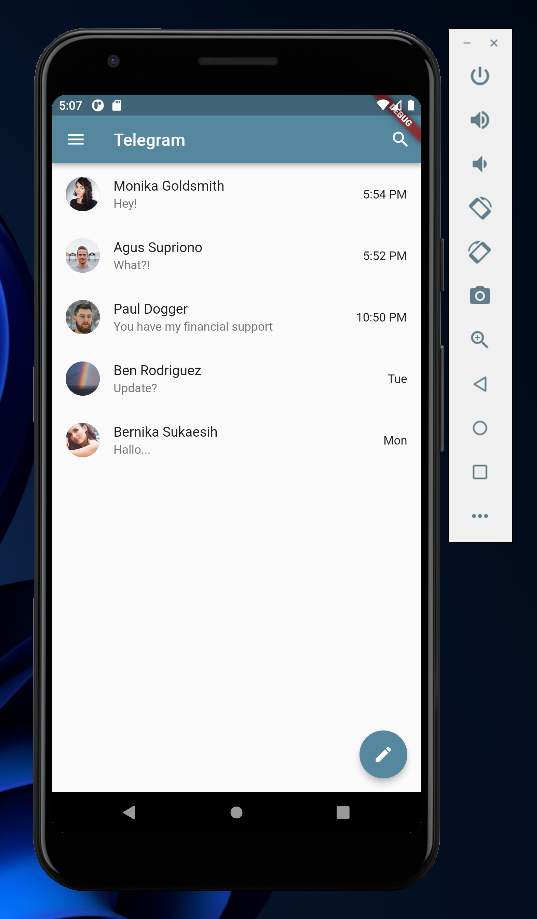 5:07
DEBUG
Telegram
Monika Goldsmith
5:54 PM
Hey!
Agus Supriono
5:52 PM
What?!
Paul Dogger
10:50 PM
You have my financial support
Ben Rodriguez
Tue
Update?
Bernika Sukaesih
Mon
Hallo...